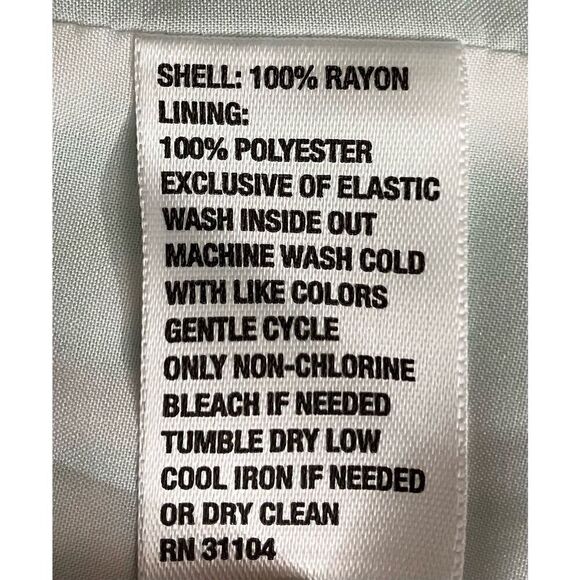 SHELL: 100% RAYON
LINING:
100% POLYESTER
EXCLUSIVE OF ELASTIC
WASH INSIDE OUT
MACHINE WASH COLD
WITH LIKE COLORS
GENTLE CYCLE
ONLY NON-CHLORINE
BLEACH IF NEEDED
TUMBLE DRY LOW
COOL IRON IF NEEDED
OR DRY CLEAN
RN 31104